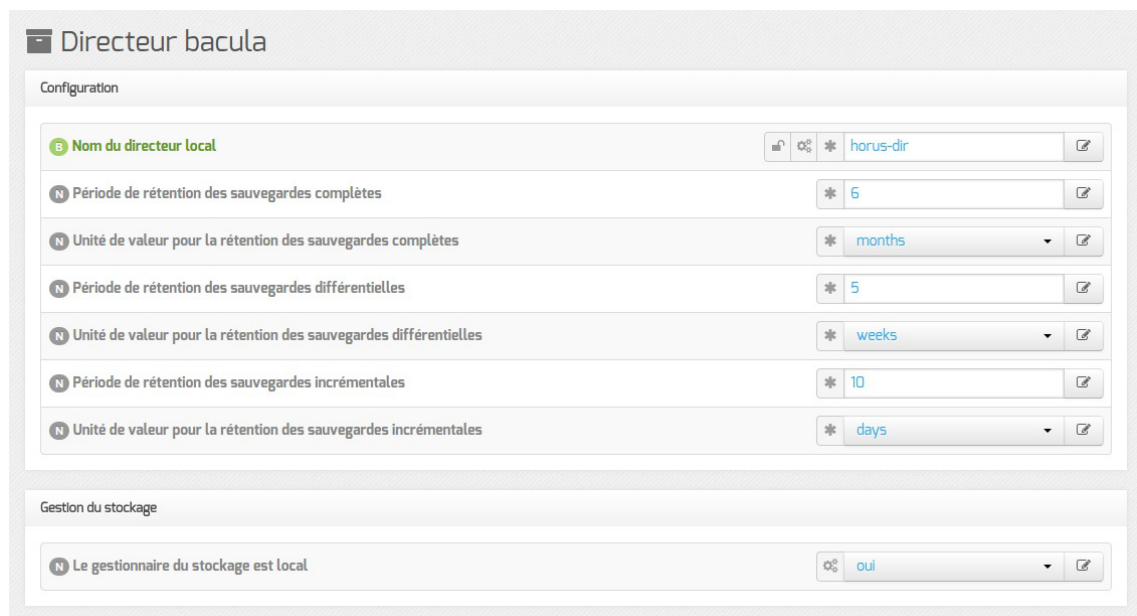 Directeur bacula
Configuration
B Nom du directeur local horus-dir
N Période de rétention des sauvegardes complètes 6
N Unité de valeur pour la rétention des sauvegardes complètes months
N Période de rétention des sauvegardes différentielles 5
N Unité de valeur pour la rétention des sauvegardes différentielles weeks
N Période de rétention des sauvegardes incrémentales 10
N Unité de valeur pour la rétention des sauvegardes incrémentales days
Gestion du stockage
N Le gestionnaire du stockage est local oui